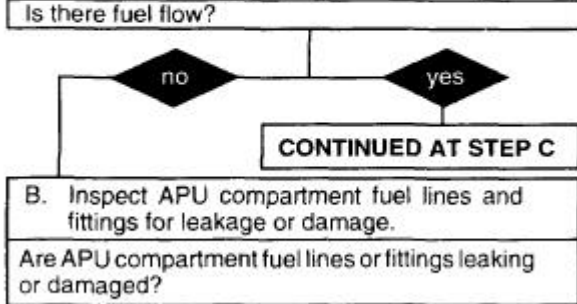 Is there fuel flow?
no
yes
CONTINUED AT STEP C
B. Inspect APU compartment fuel lines and
fittings for leakage or damage.
Are APU compartment fuel lines or fittings leaking
or damaged?